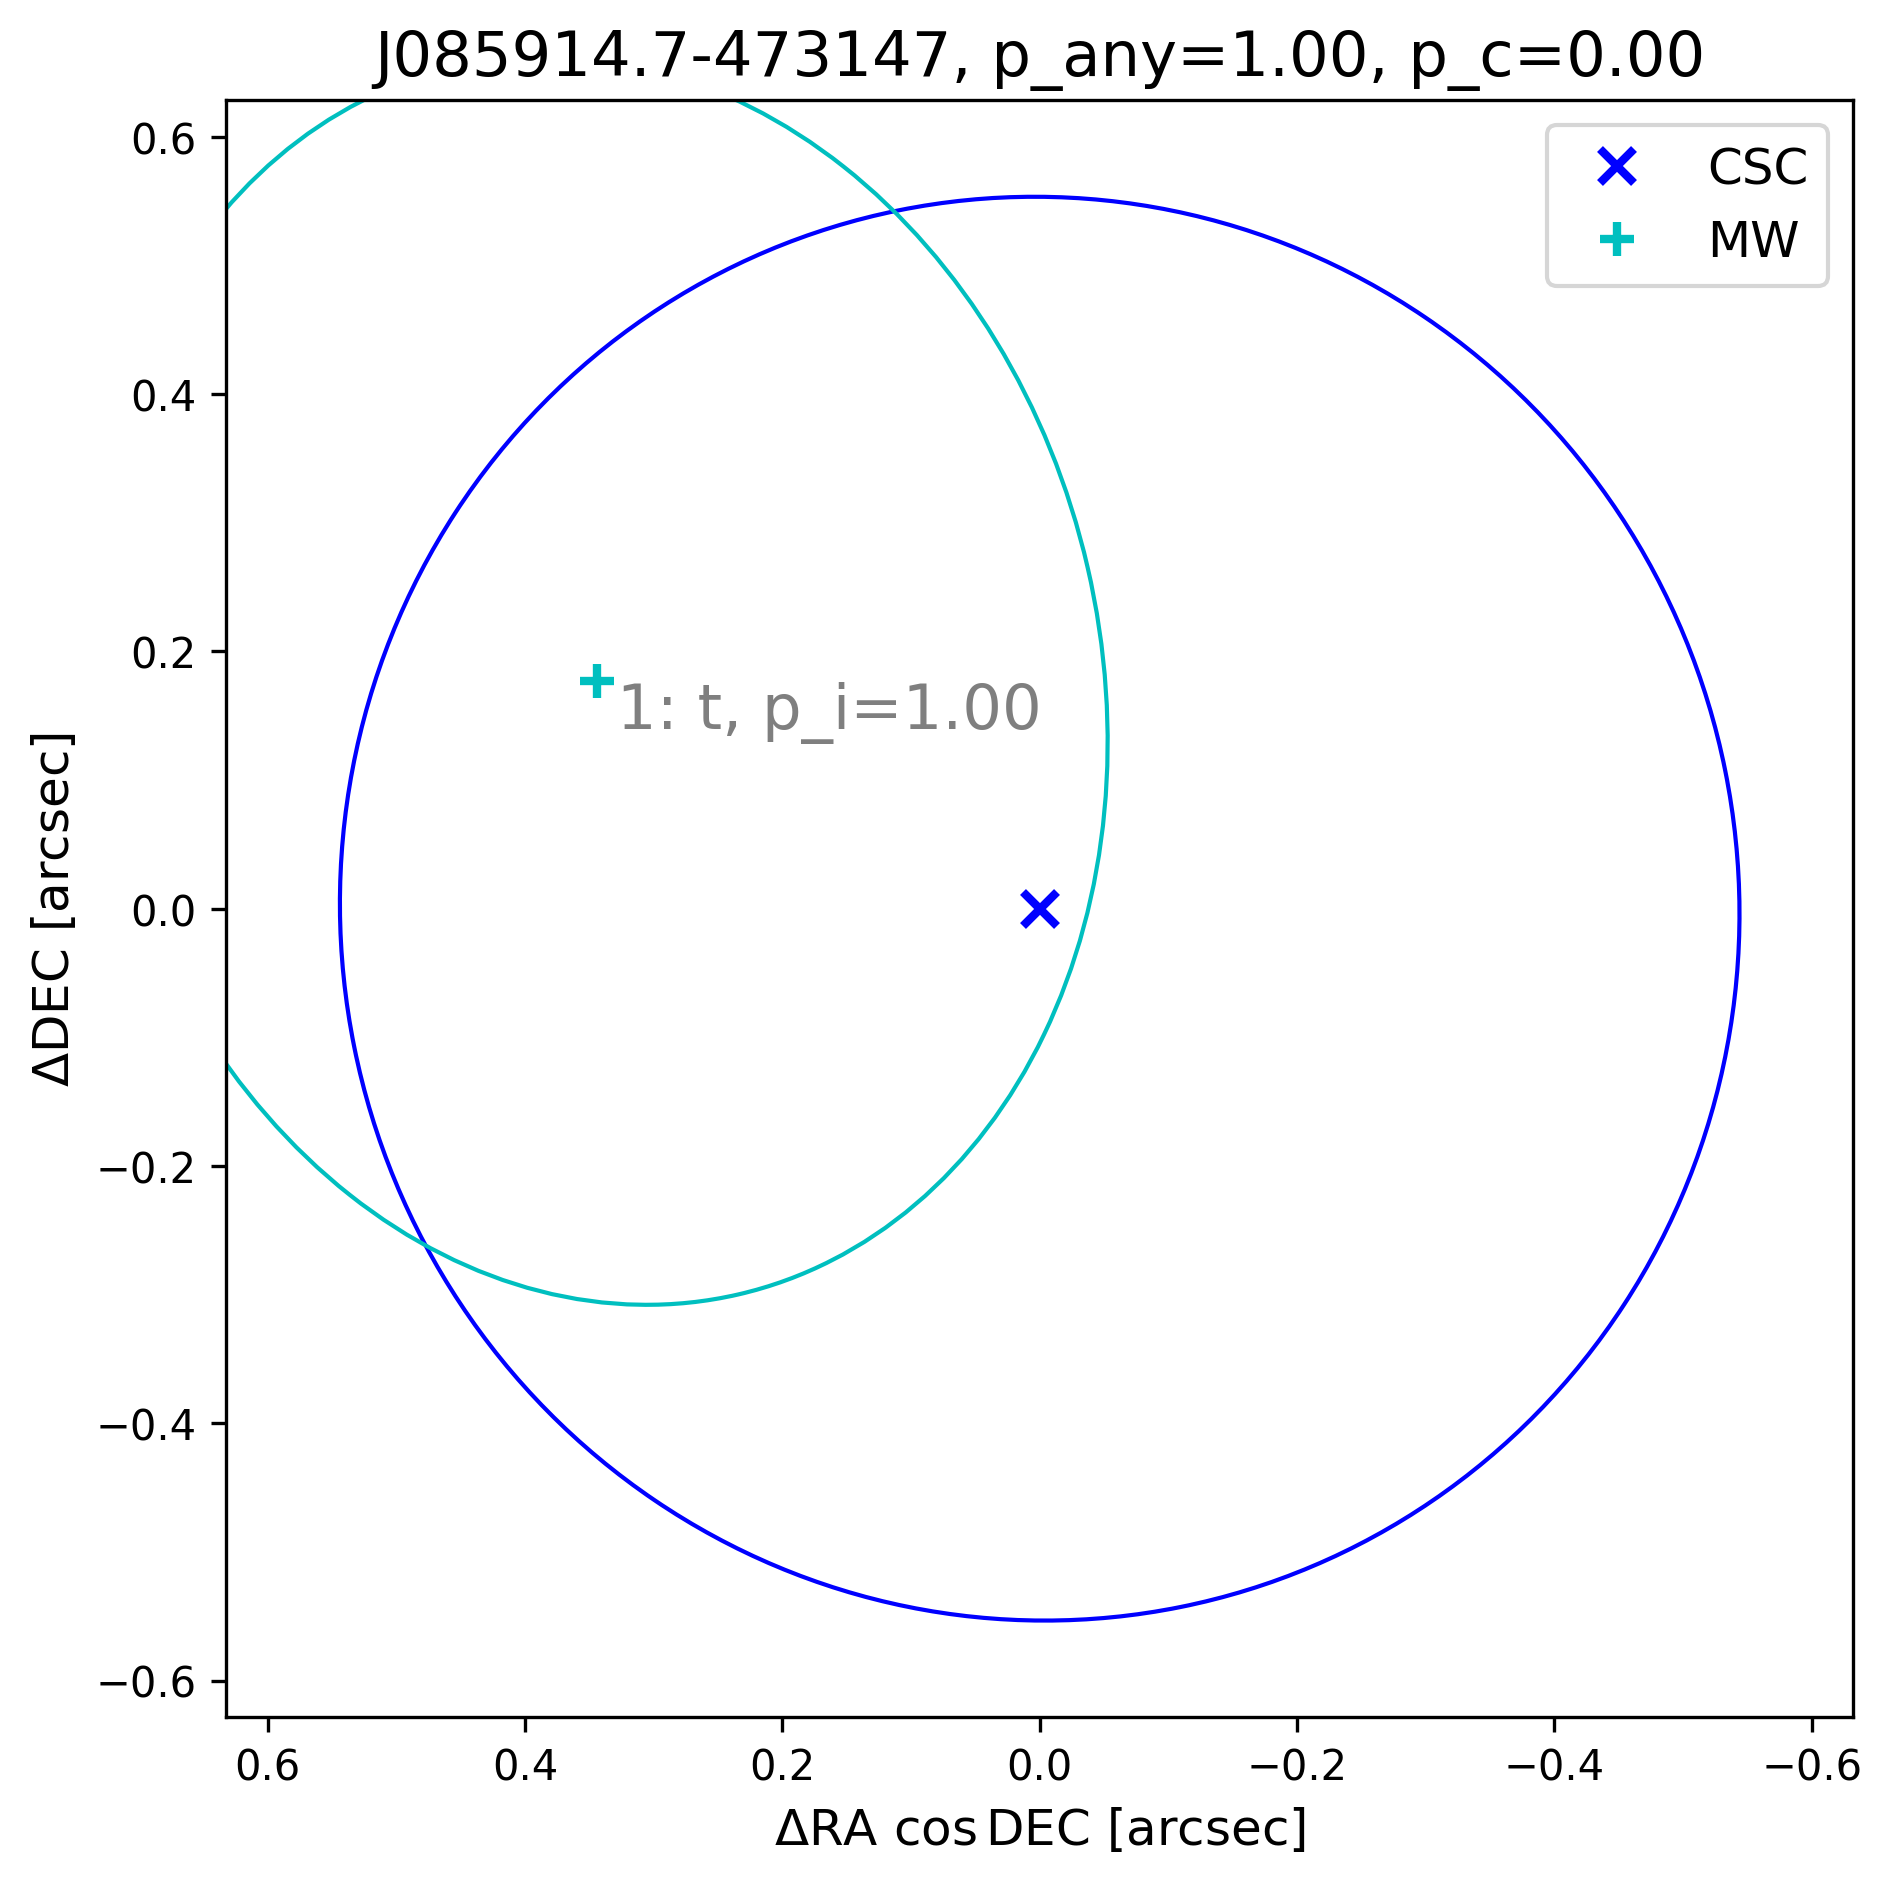 J085914.7-473147, p_any=1.00, p_c=0.00
CSC
MW
0.6
0.4
0.2
0.0
−0.2
−0.4
−0.6
ΔDEC [arcsec]
1: t, p_i=1.00
0.6 0.4 0.2 0.0 −0.2 −0.4 −0.6
ΔRA cos DEC [arcsec]